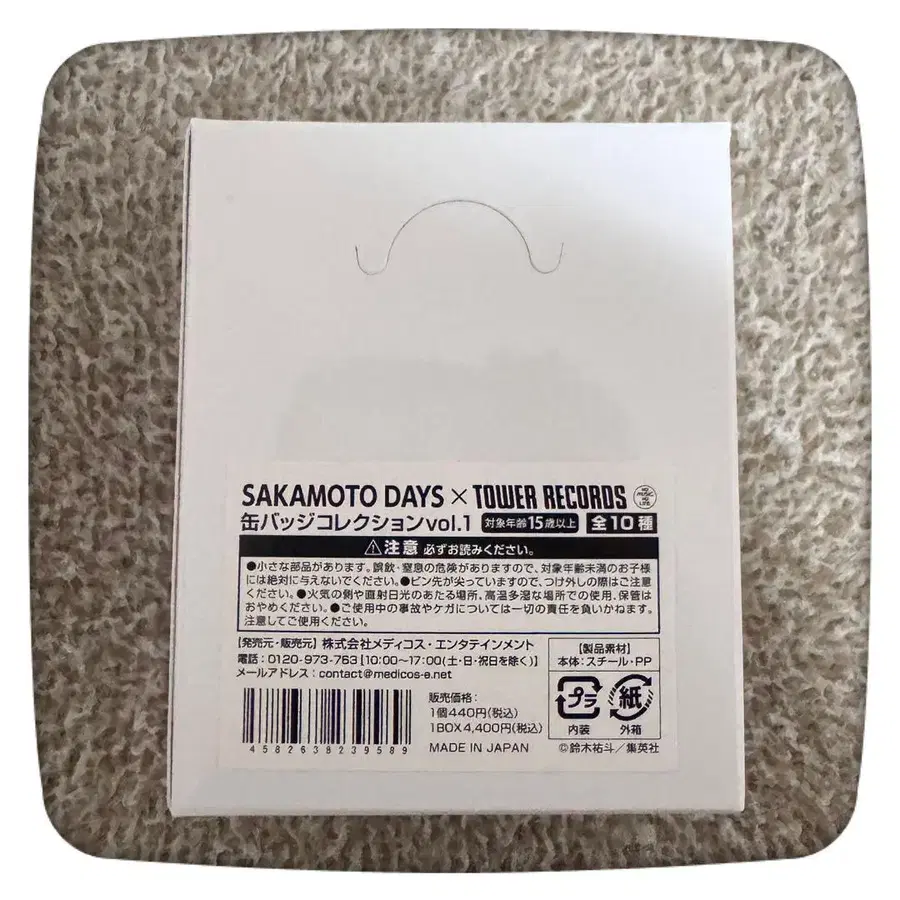 SAKAMOTO DAYS × TOWER RECORDS NO MUSIC, NO LIFE.
缶バッジコレクションvol.1 対象年齢15歳以上 全10種
⚠注意 必ずお読みください。
●小さな部品があります。誤飲・窒息の危険がありますので、対象年齢未満のお子様
には絶対に与えないでください。●ピン先が尖っていますので、つけ外しの際はご注意
ください。●火気の側や直射日光のあたる場所、高温多湿な場所での使用、保管は
おやめください。●ご使用中の事故やケガについては一切の責任を負いかねます。
注意してご使用ください。
【発売元・販売元】株式会社メディコス・エンタテインメント
電話:0120-973-763 [10:00～17:00(土・日・祝日を除く)]
メールアドレス:contact@medicos-e.net
【製品素材】
本体:スチール・PP
4582638239589
販売価格:
1個440円(税込)
1BOX4,400円(税込)
MADE IN JAPAN
プラ 紙
内装 外箱
©鈴木祐斗/集英社